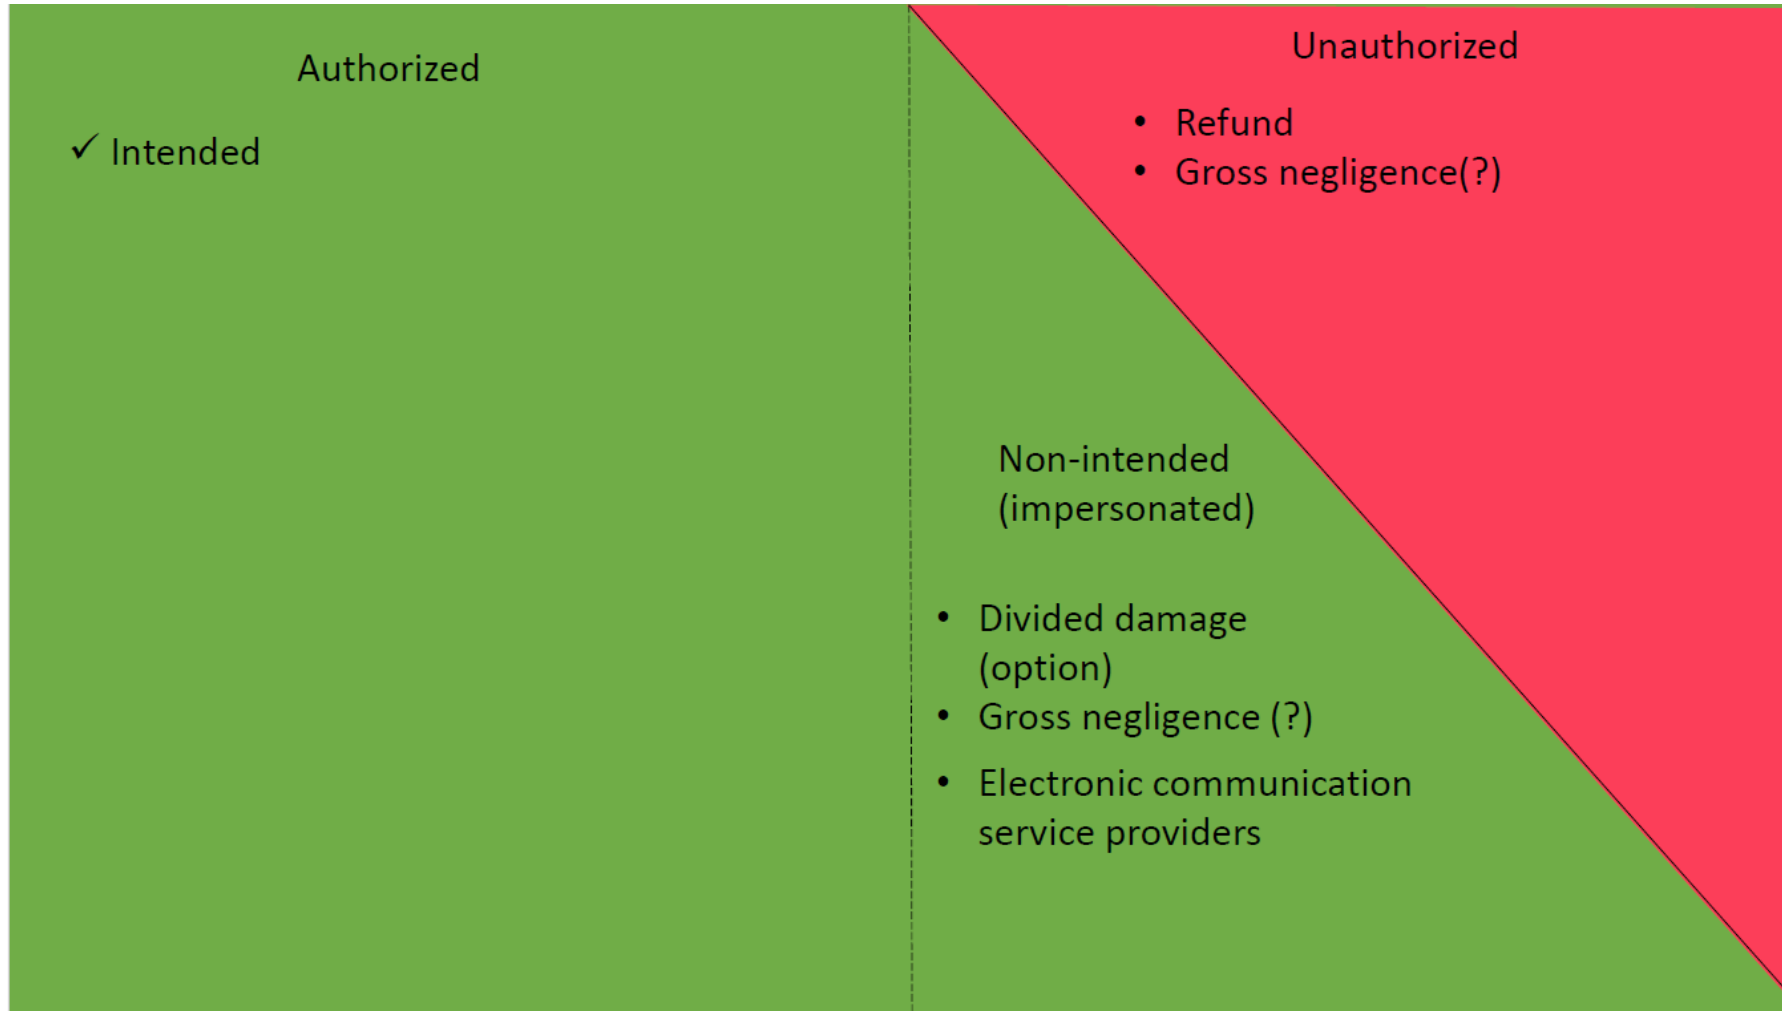 Authorized
✓ Intended
Unauthorized
• Refund
• Gross negligence(?)
Non-intended
(impersonated)
• Divided damage
(option)
• Gross negligence (?)
• Electronic communication
service providers